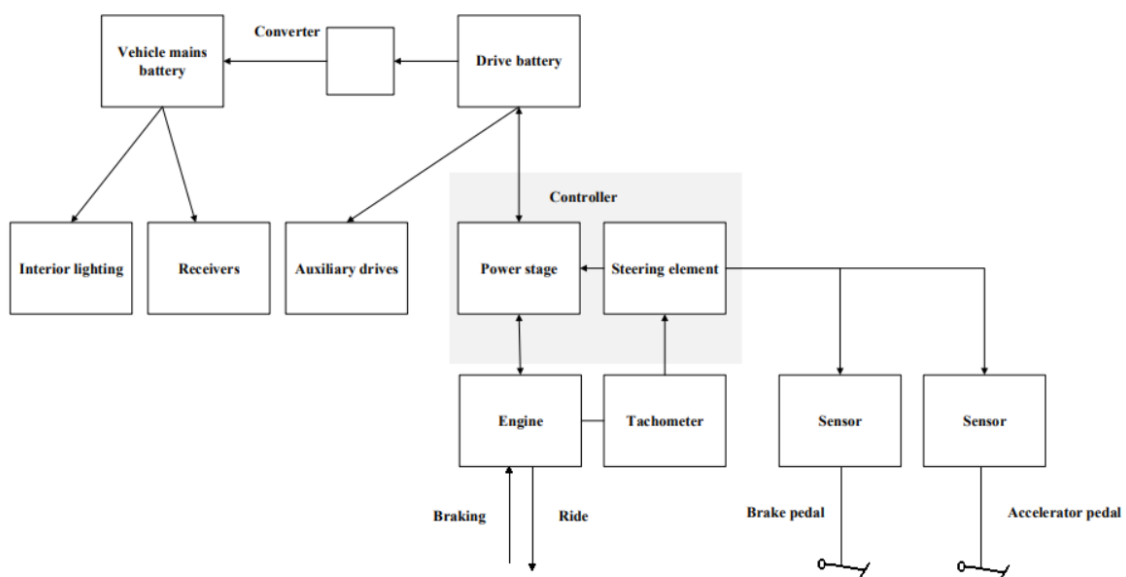 Converter
Vehicle mains
battery
Drive battery
Controller
Interior lighting
Receivers
Auxiliary drives
Power stage
Steering element
Engine
Tachometer
Sensor
Sensor
Braking
Ride
Brake pedal
Accelerator pedal